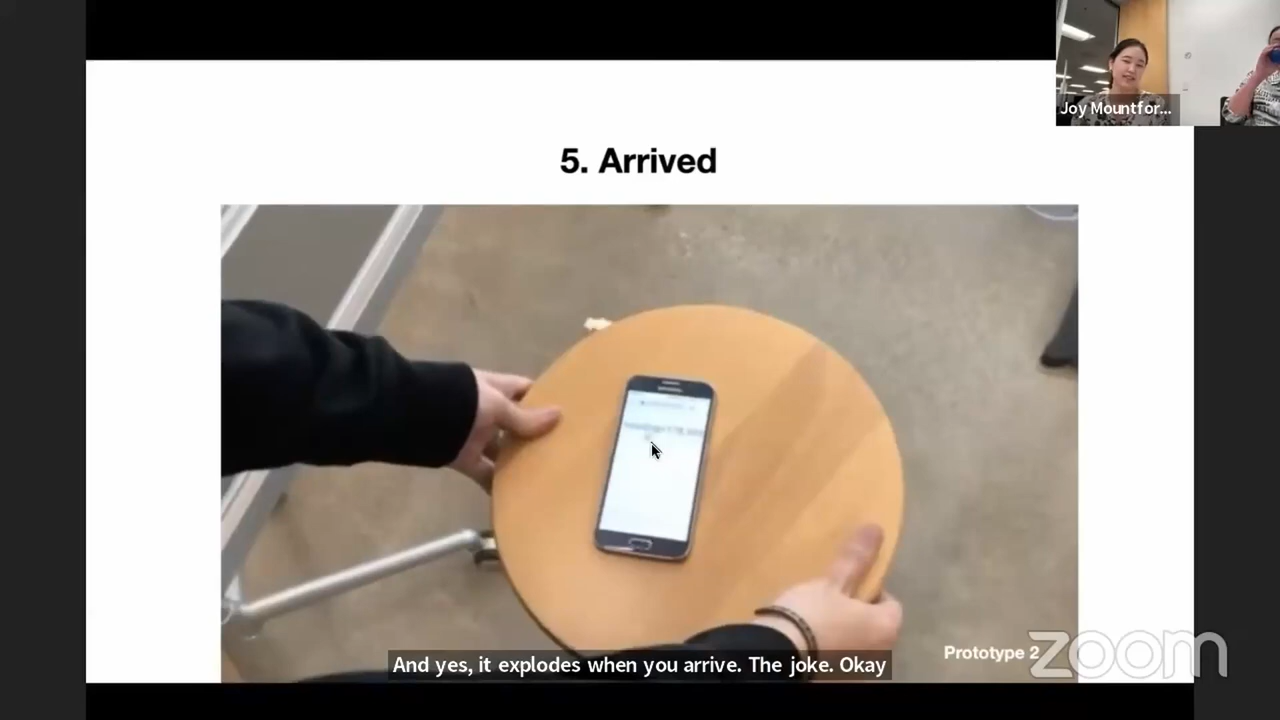 Joy Mountfor...
5. Arrived
Prototype 2
zoom
And yes, it explodes when you arrive. The joke. Okay